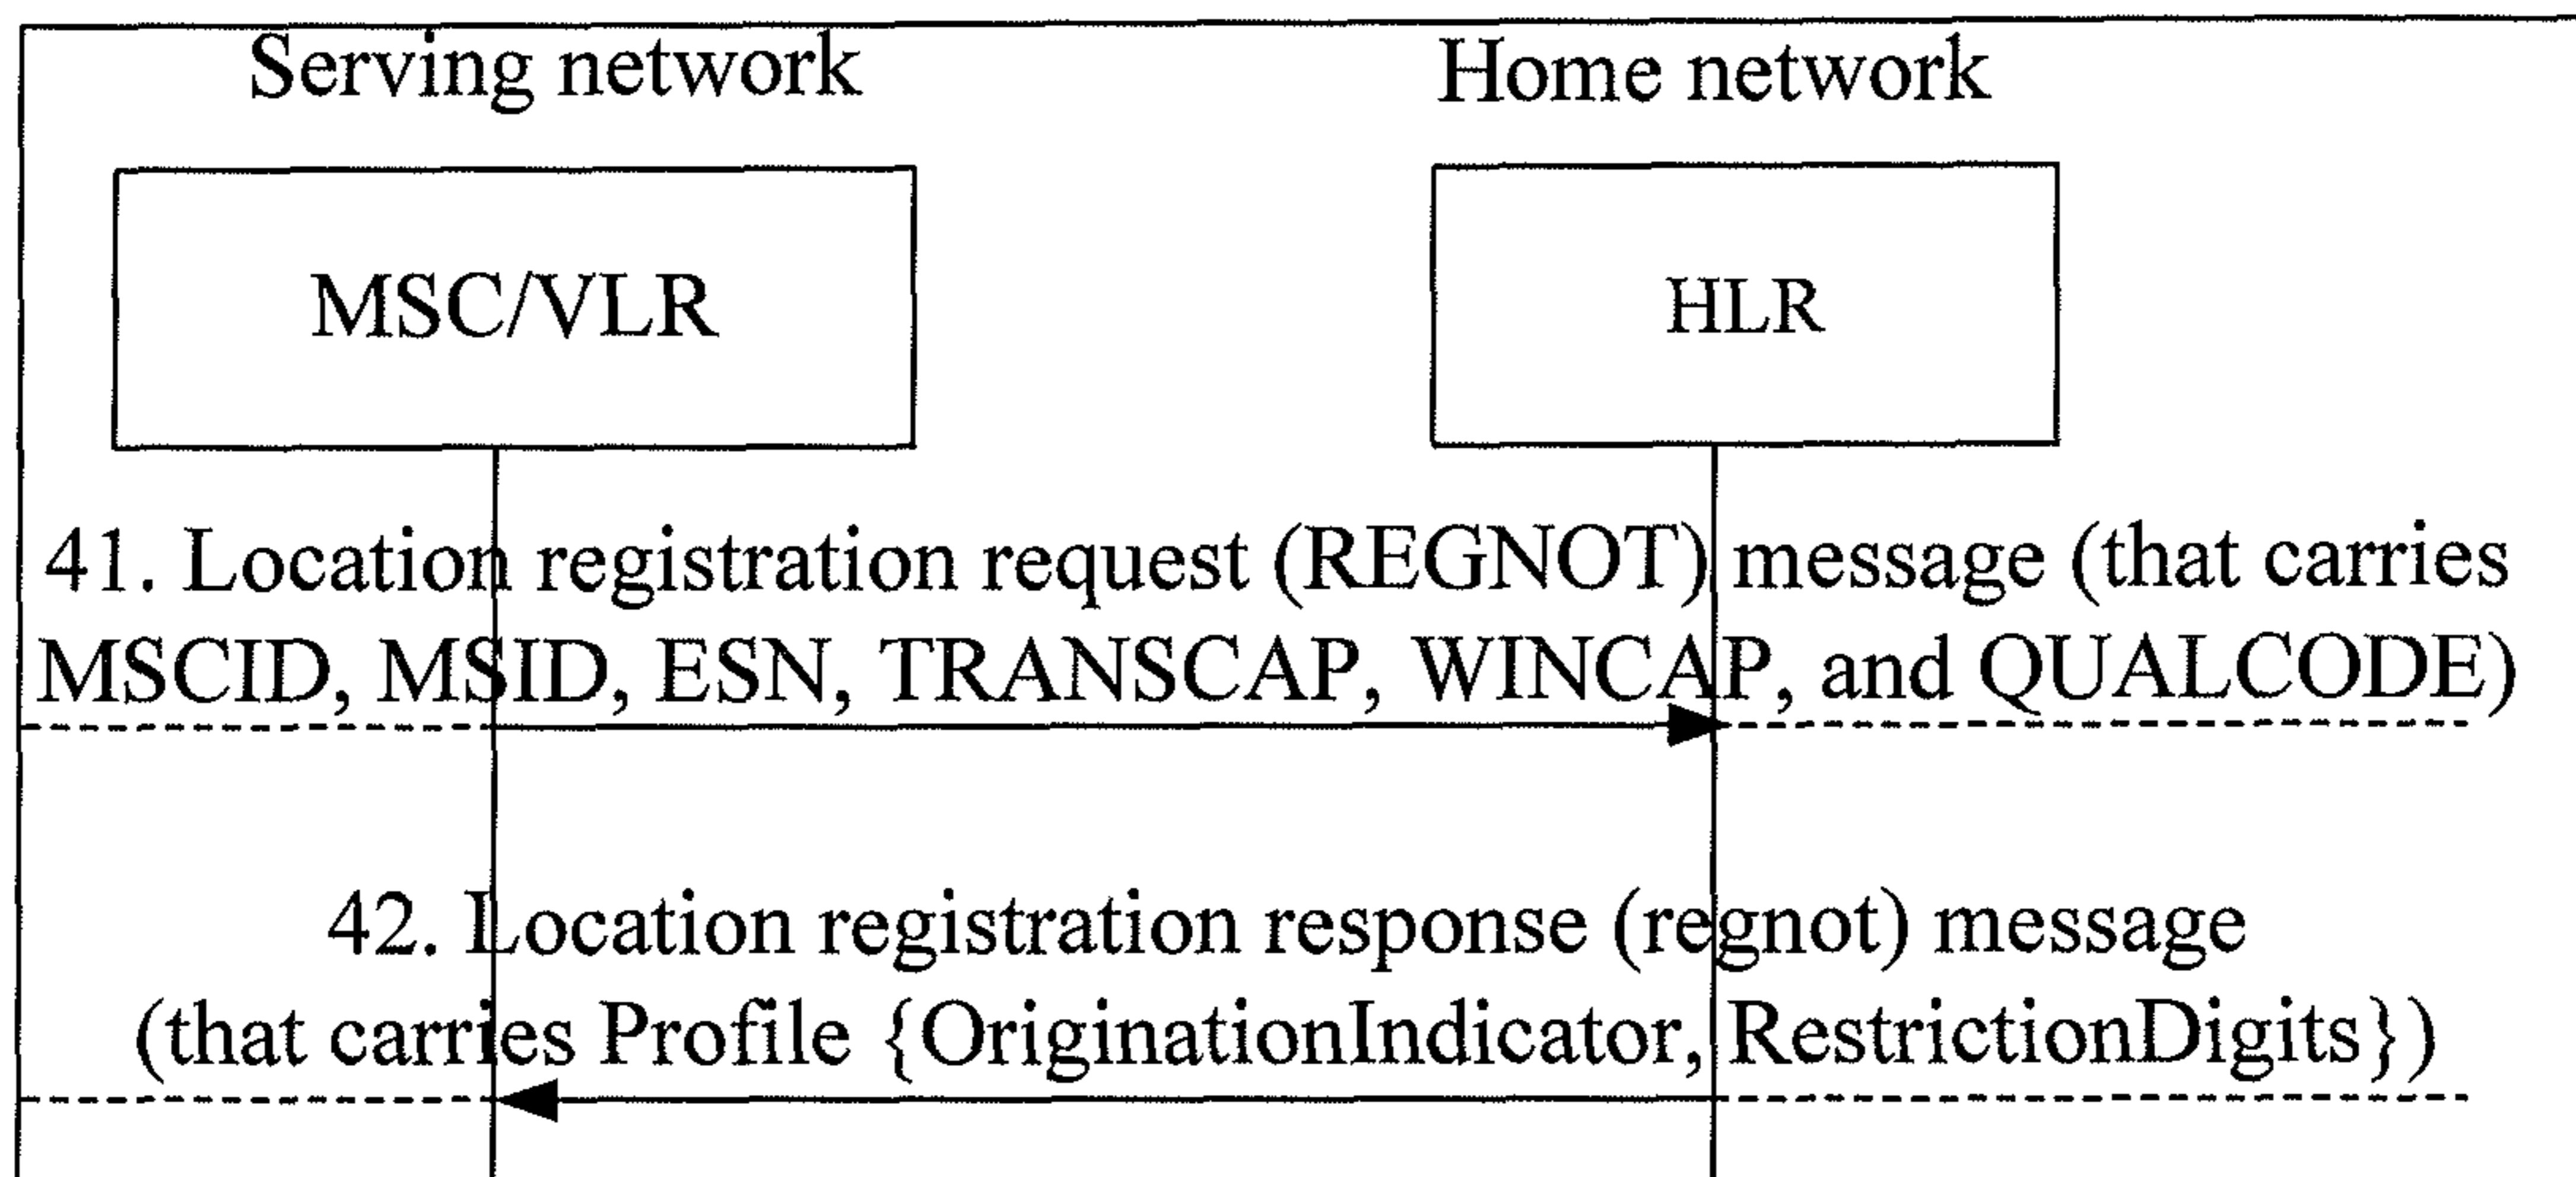 Serving network
Home network
MSC/VLR
HLR
41. Location registration request (REGNOT) message (that carries
MSCID, MSID, ESN, TRANSCAP, WINCAP, and QUALCODE)
42. Location registration response (regnot) message
(that carries Profile {OriginationIndicator, RestrictionDigits})